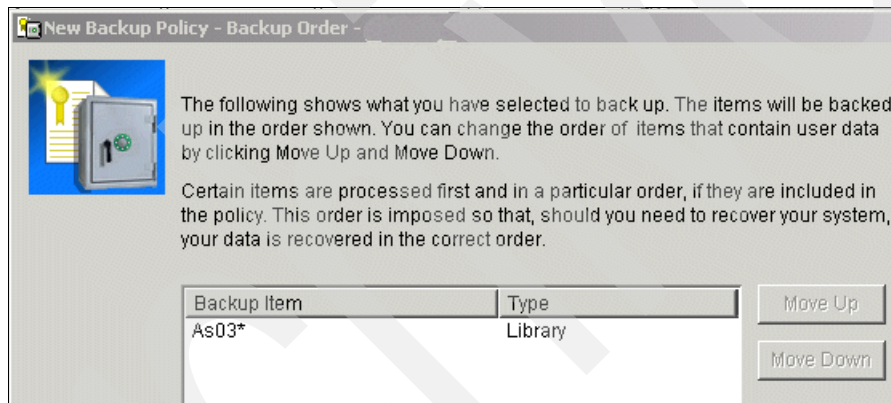 New Backup Policy - Backup Order -
The following shows what you have selected to back up. The items will be backed
up in the order shown. You can change the order of items that contain user data
by clicking Move Up and Move Down.
Certain items are processed first and in a particular order, if they are included in
the policy. This order is imposed so that, should you need to recover your system,
your data is recovered in the correct order.
Backup Item Type
As03* Library
Move Up
Move Down